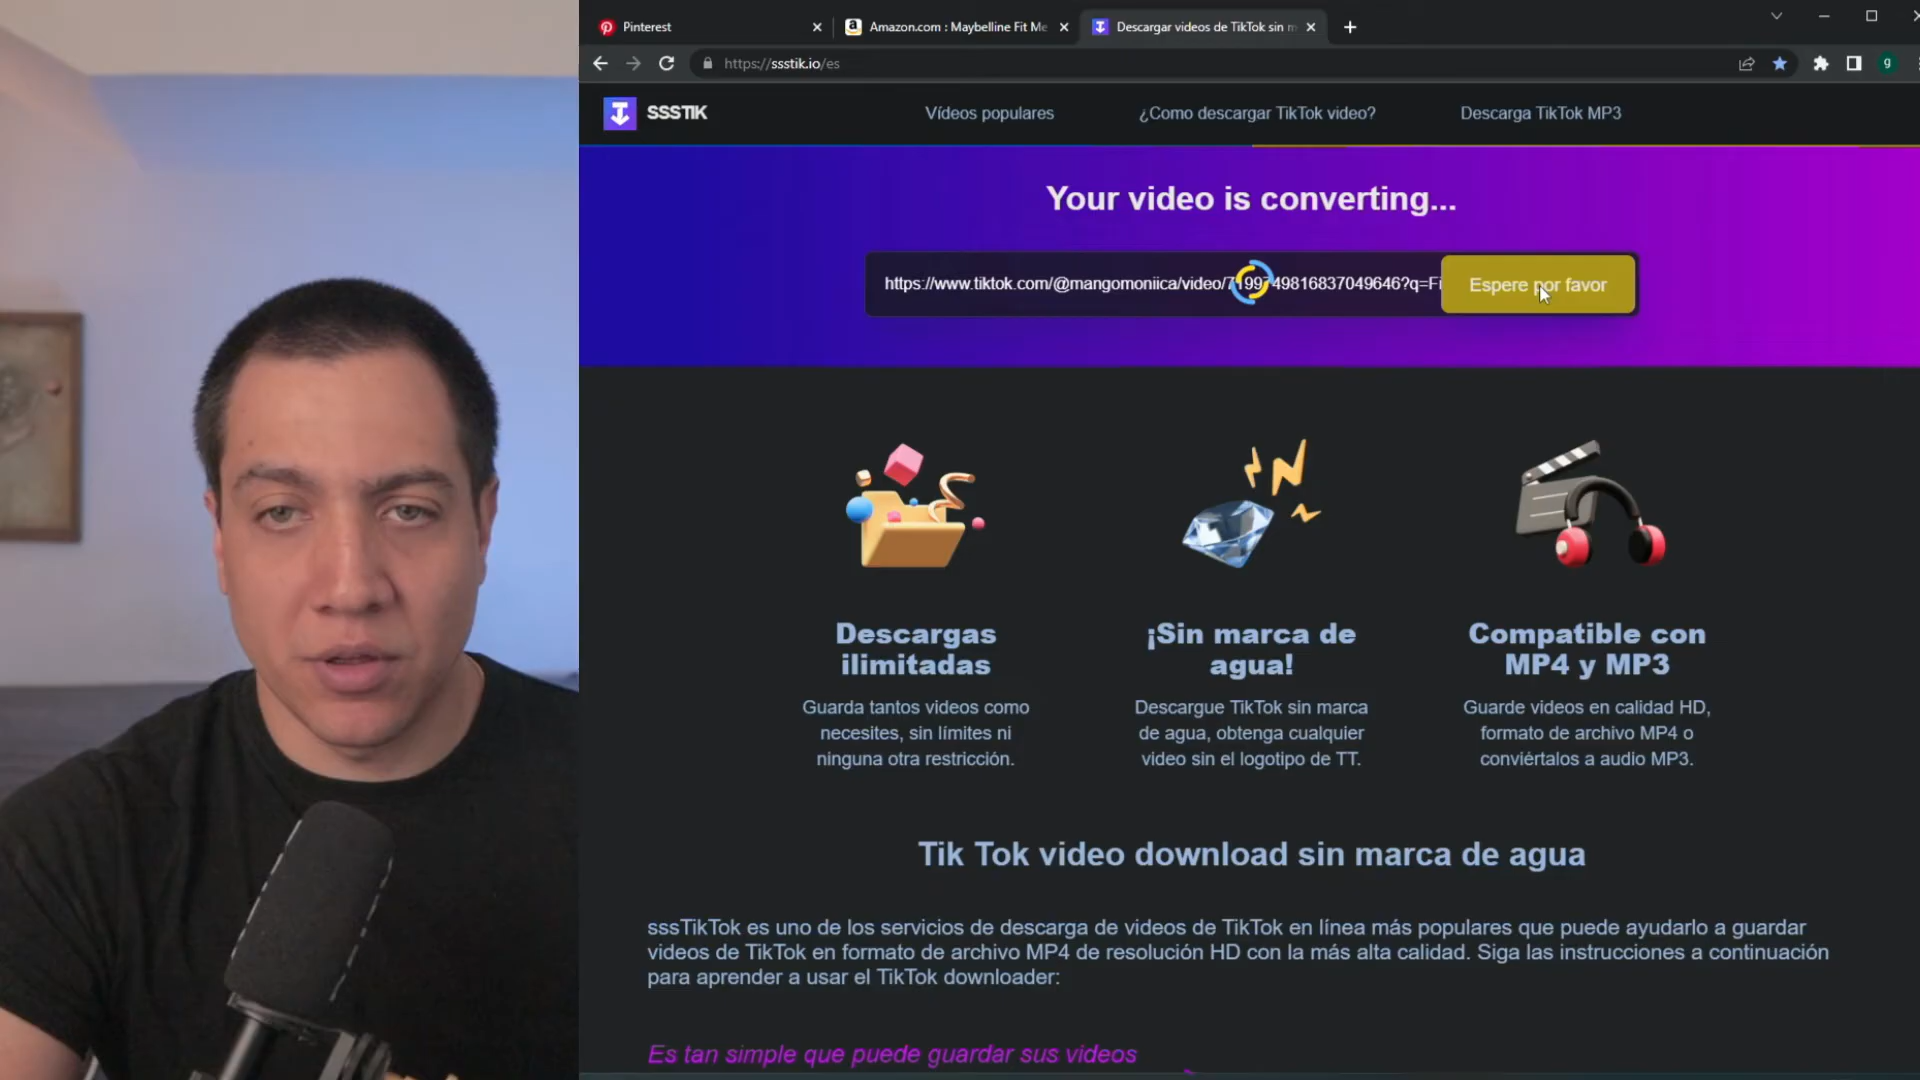 Pinterest
Amazon.com : Maybelline Fit Me
Descargar videos de TikTok sin m
https://ssstik.io/es
g
SSSTIK
Vídeos populares
¿Como descargar TikTok video?
Descarga TikTok MP3
Your video is converting...
https://www.tiktok.com/@mangomoniica/video/7199749816837049646?q=Fi
Espere por favor
Descargas
ilimitadas
Guarda tantos videos como
necesites, sin límites ni
ninguna otra restricción.
¡Sin marca de
agua!
Descargue TikTok sin marca
de agua, obtenga cualquier
video sin el logotipo de TT.
Compatible con
MP4 y MP3
Guarde videos en calidad HD,
formato de archivo MP4 o
conviértalos a audio MP3.
Tik Tok video download sin marca de agua
sssTikTok es uno de los servicios de descarga de videos de TikTok en línea más populares que puede ayudarlo a guardar
videos de TikTok en formato de archivo MP4 de resolución HD con la más alta calidad. Siga las instrucciones a continuación
para aprender a usar el TikTok downloader:
Es tan simple que puede guardar sus videos